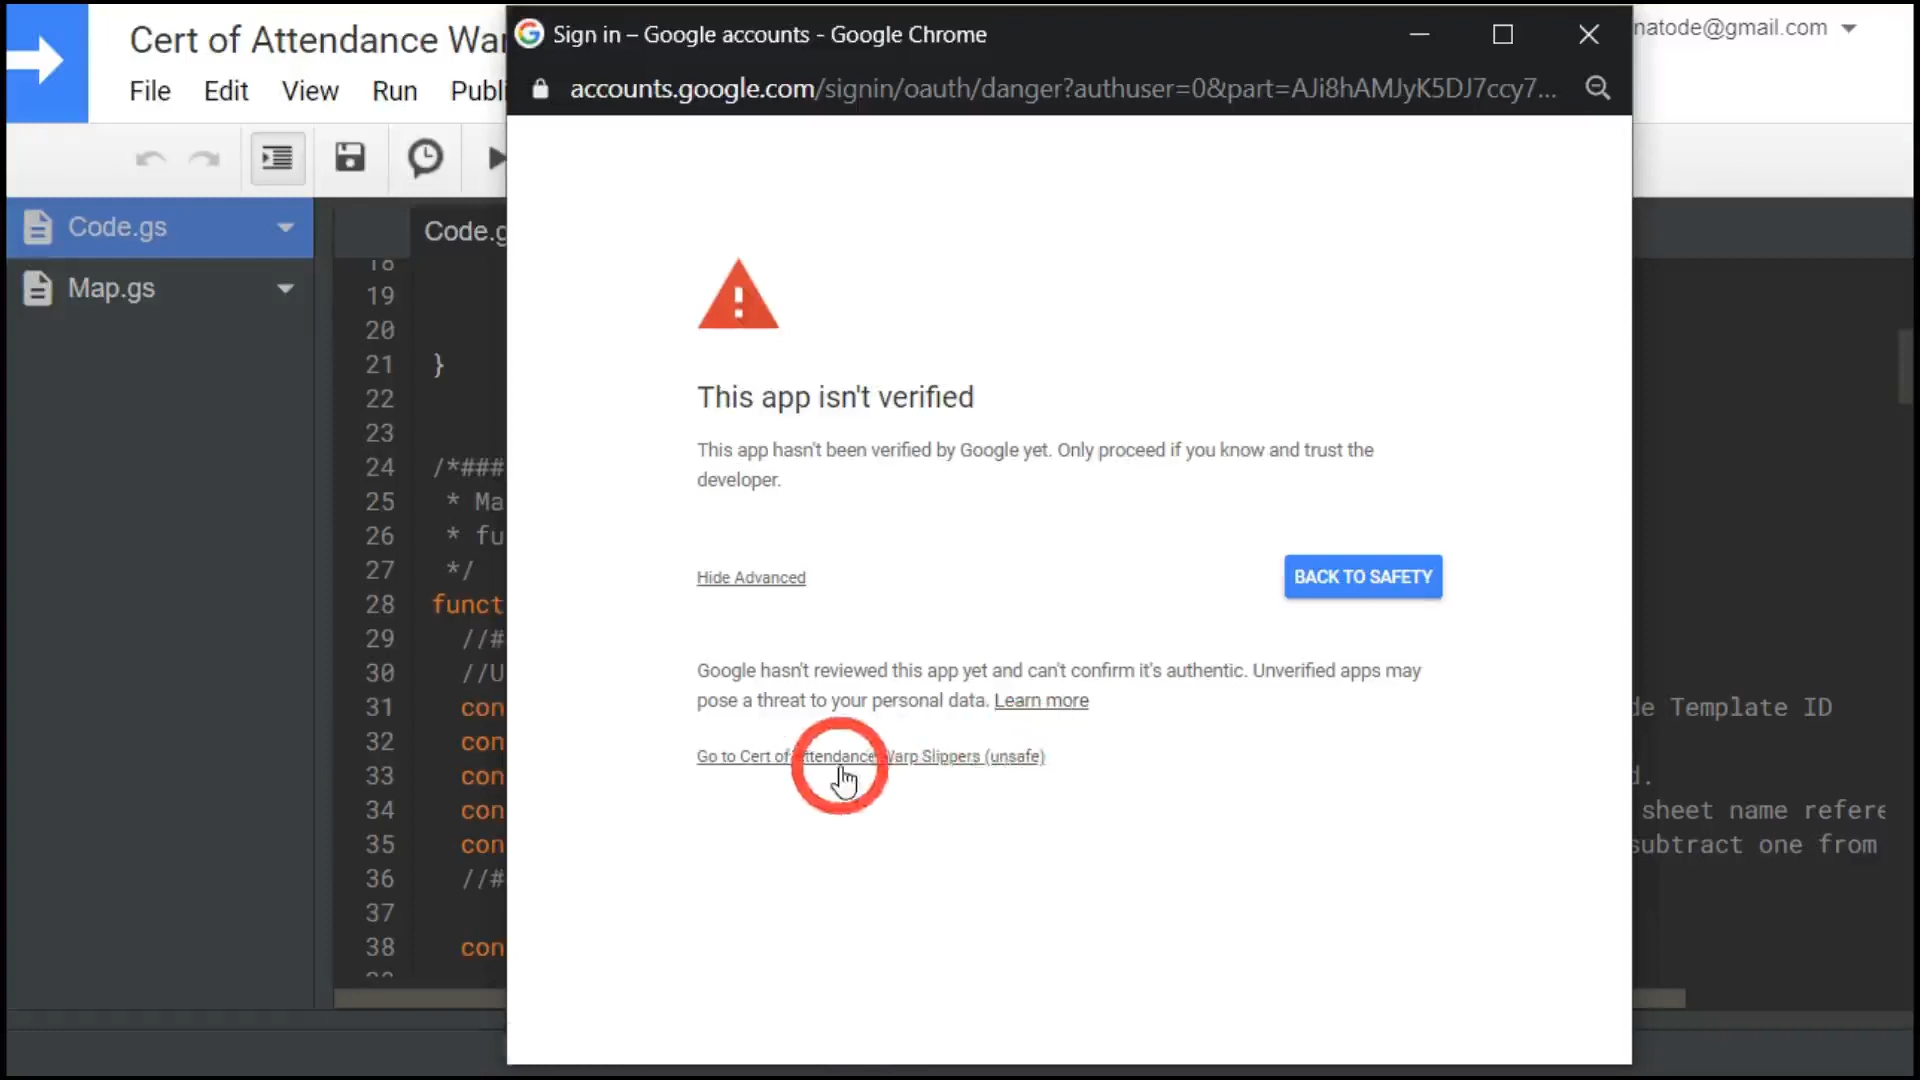 Cert of Attendance War
File Edit View Run Publi
Sign in – Google accounts - Google Chrome
accounts.google.com/signin/oauth/danger?authuser=0&part=AJi8hAMJyK5DJ7ccy7...
natode@gmail.com
Code.gs
Map.gs
Code.g
18
19
20
21 }
22
23
24 /*###
25 * Ma
26 * fu
27 */
28 funct
29 //#
30 //U
31 con
32 con
33 con
34 con
35 con
36 //#
37
38 con
de Template ID
d.
sheet name refere
subtract one from
This app isn't verified
This app hasn't been verified by Google yet. Only proceed if you know and trust the
developer.
Hide Advanced
BACK TO SAFETY
Google hasn't reviewed this app yet and can't confirm it's authentic. Unverified apps may
pose a threat to your personal data. Learn more
Go to Cert of Attendance Warp Slippers (unsafe)